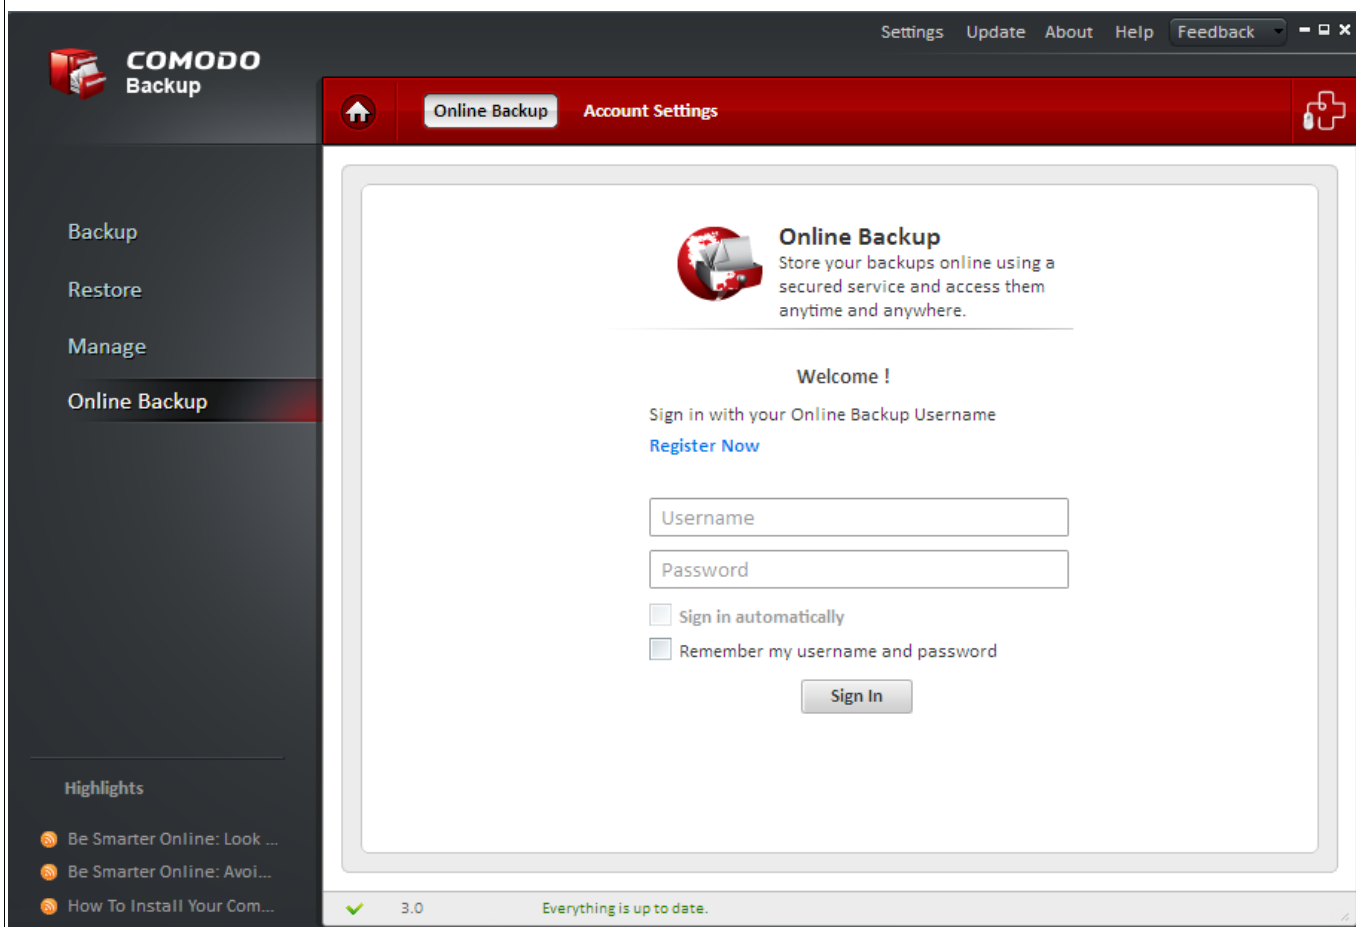 Settings Update About Help Feedback
COMODO
Backup
Online Backup Account Settings
Backup
Restore
Manage
Online Backup
Online Backup
Store your backups online using a
secured service and access them
anytime and anywhere.
Welcome !
Sign in with your Online Backup Username
Register Now
Username
Password
Sign in automatically
Remember my username and password
Sign In
Highlights
Be Smarter Online: Look ...
Be Smarter Online: Avoi...
How To Install Your Com...
3.0 Everything is up to date.